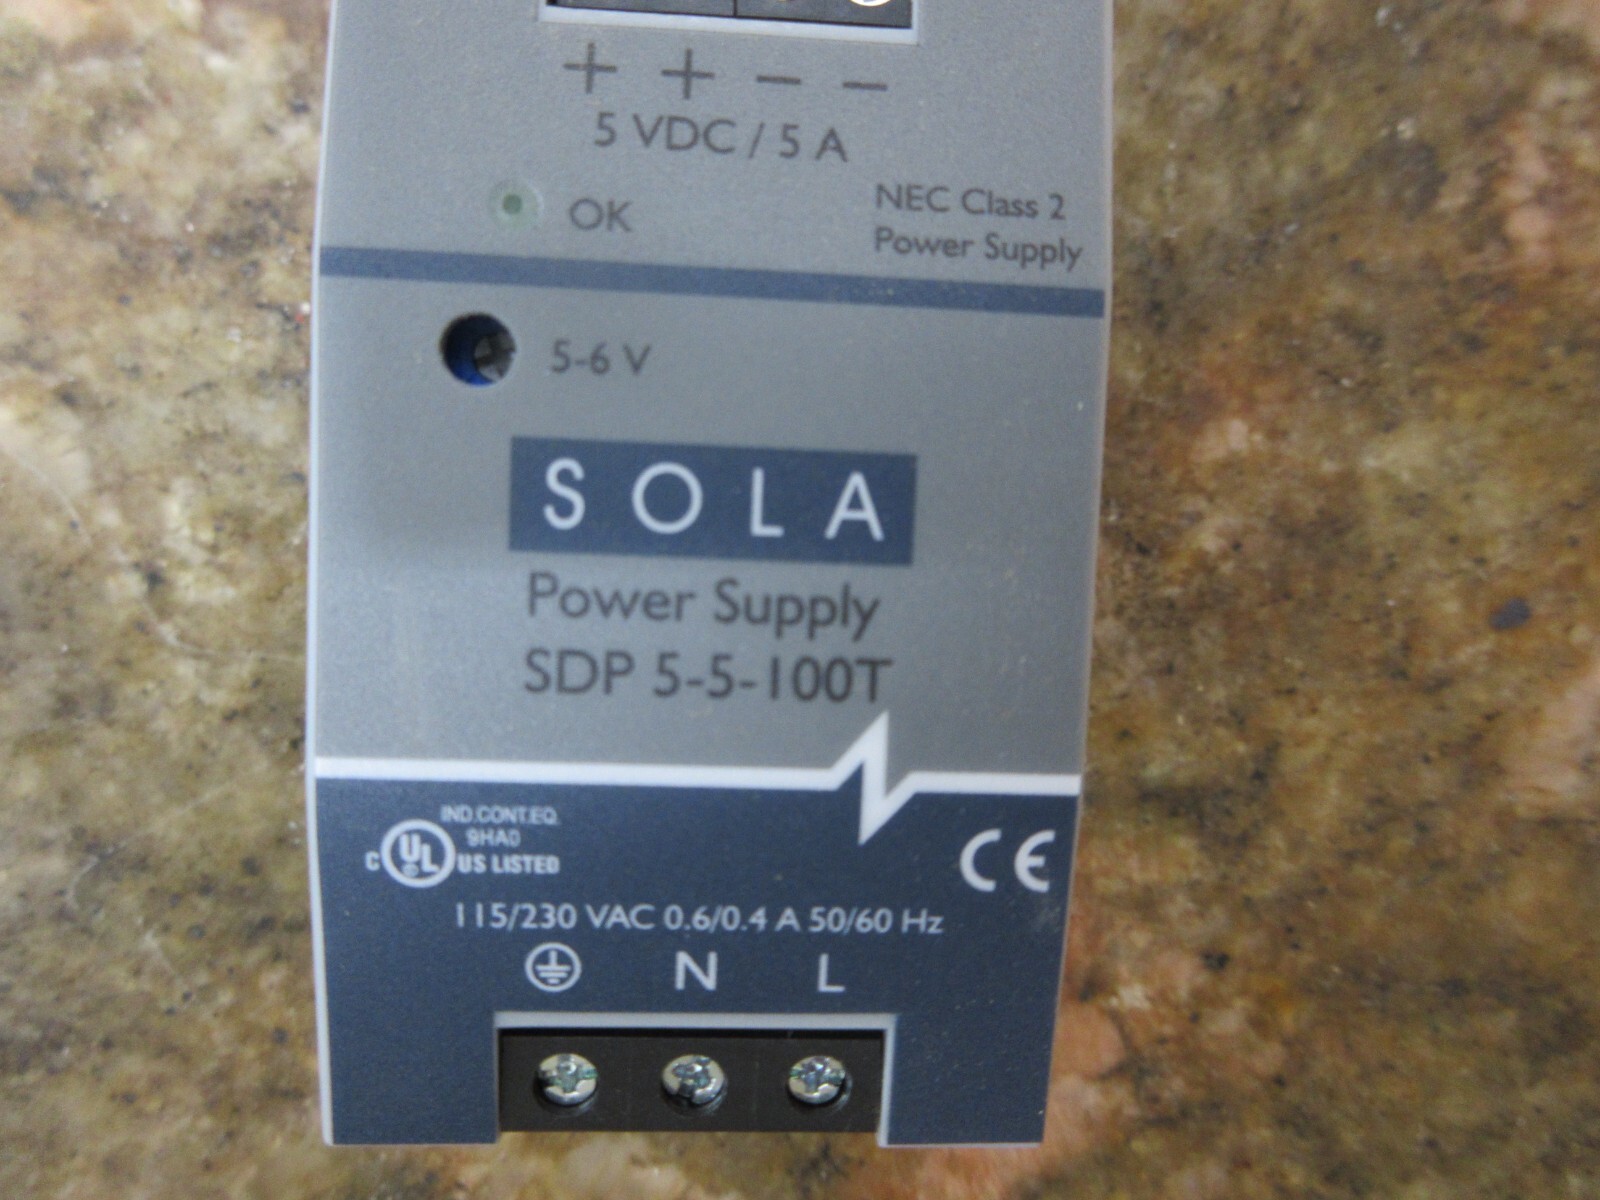 + + − −
5 VDC / 5 A
OK
NEC Class 2
Power Supply
5-6 V
SOLA
Power Supply
SDP 5-5-100T
IND.CONT.EQ.
9HA0
C UL US LISTED
CE
115/230 VAC 0.6/0.4 A 50/60 Hz
N L